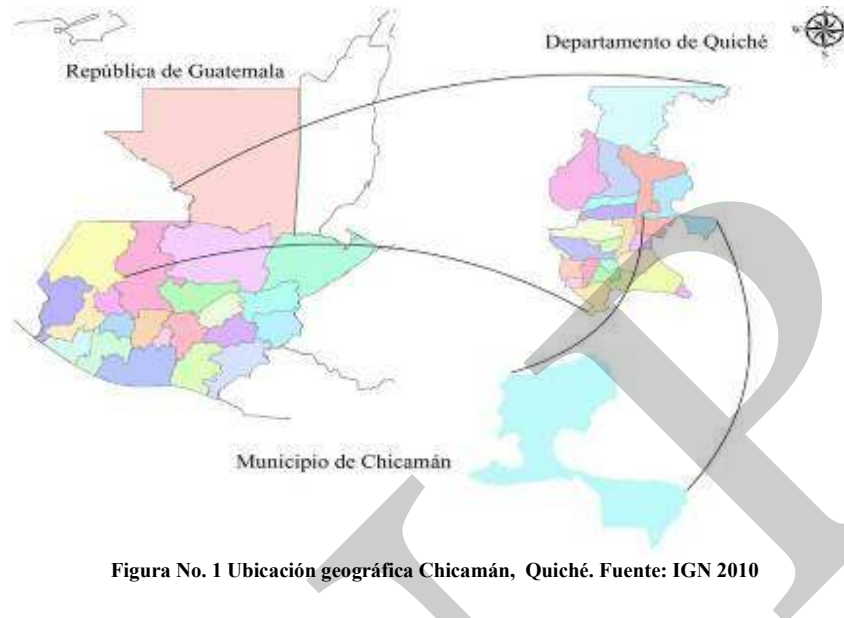 República de Guatemala
Departamento de Quiché
Municipio de Chicamán
Figura No. 1 Ubicación geográfica Chicamán, Quiché. Fuente: IGN 2010